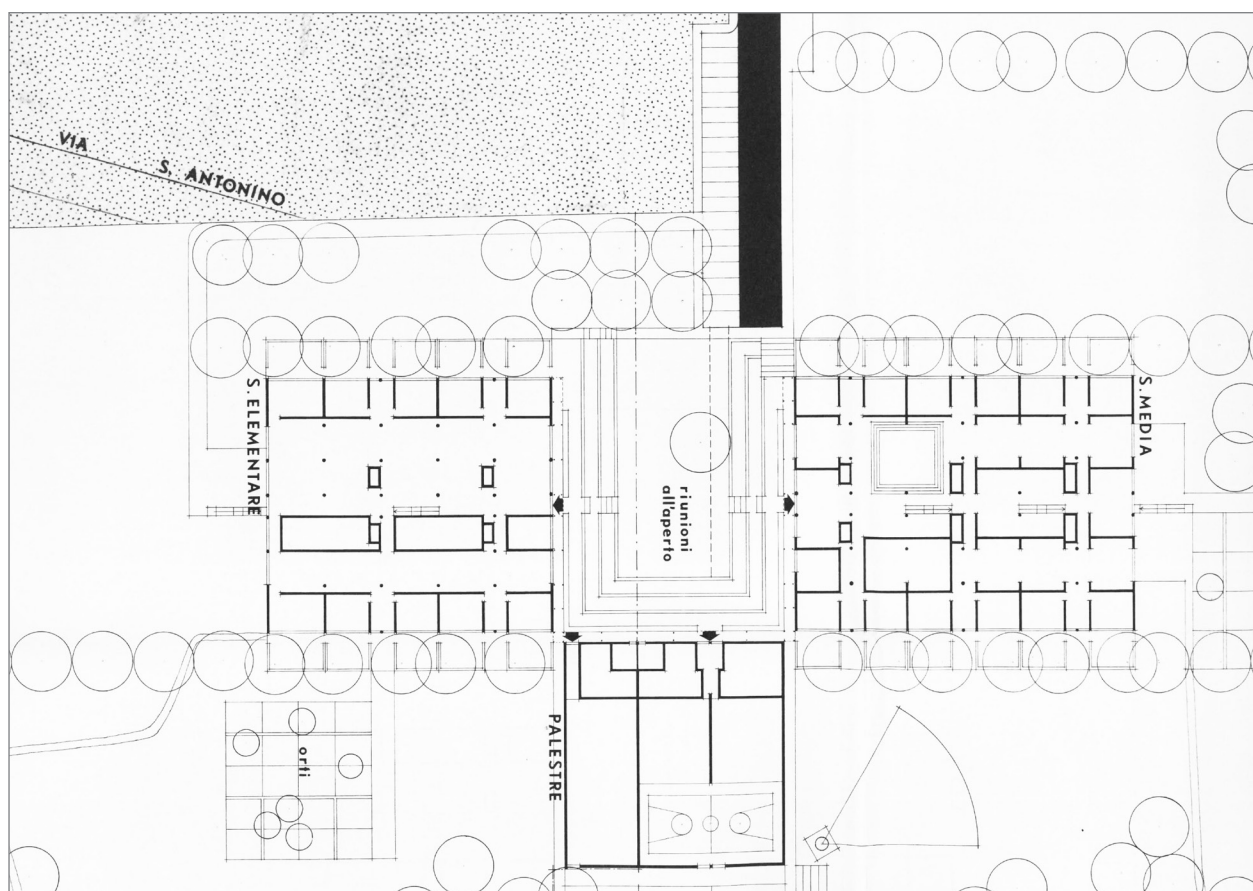 VIA S. ANTONINO
S. ELEMENTARE
S. MEDIA
riunioni
all'aperto
PALESTRE
orti